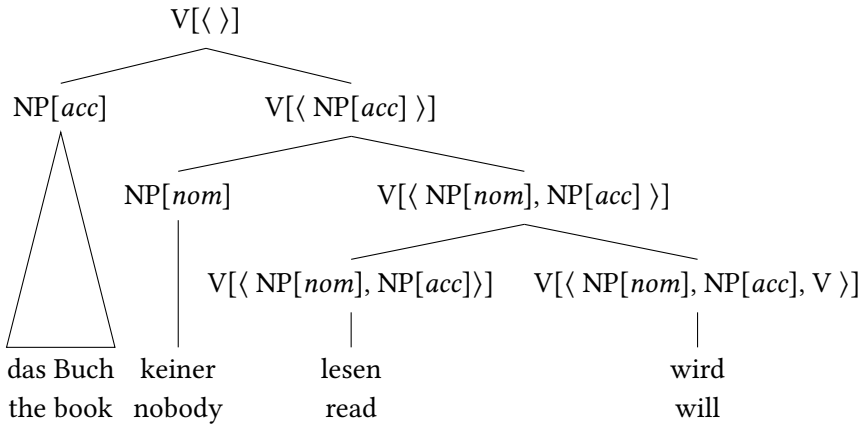 V[⟨ ⟩]
NP[acc] V[⟨ NP[acc] ⟩]
NP[nom] V[⟨ NP[nom], NP[acc] ⟩]
V[⟨ NP[nom], NP[acc]⟩] V[⟨ NP[nom], NP[acc], V ⟩]
das Buch keiner lesen wird
the book nobody read will